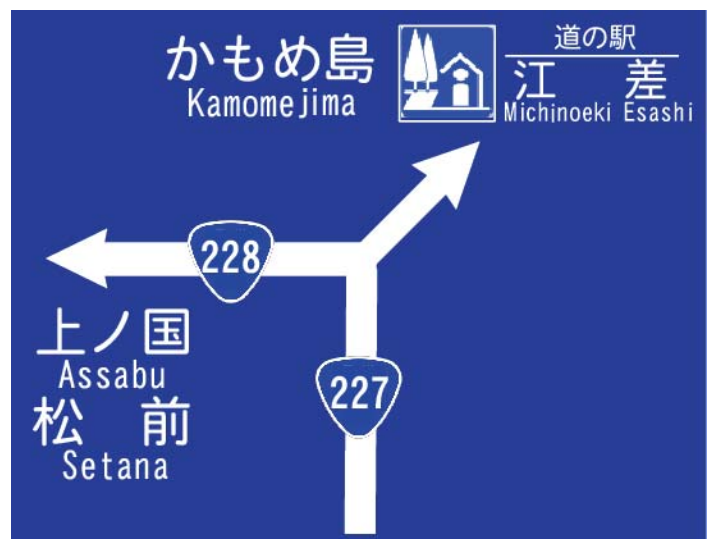 かもめ島
Kamomejima
道の駅
江差
Michinoeki Esashi
228
上ノ国
Assabu
松前
Setana
227